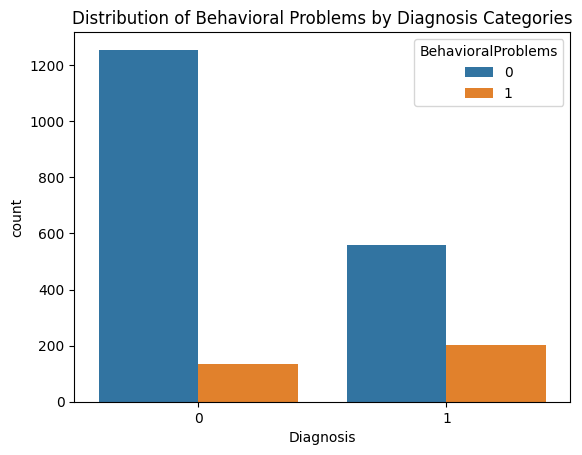 Distribution of Behavioral Problems by Diagnosis Categories
BehavioralProblems
0
1
1200
1000
800
600
400
200
0
count
0
1
Diagnosis